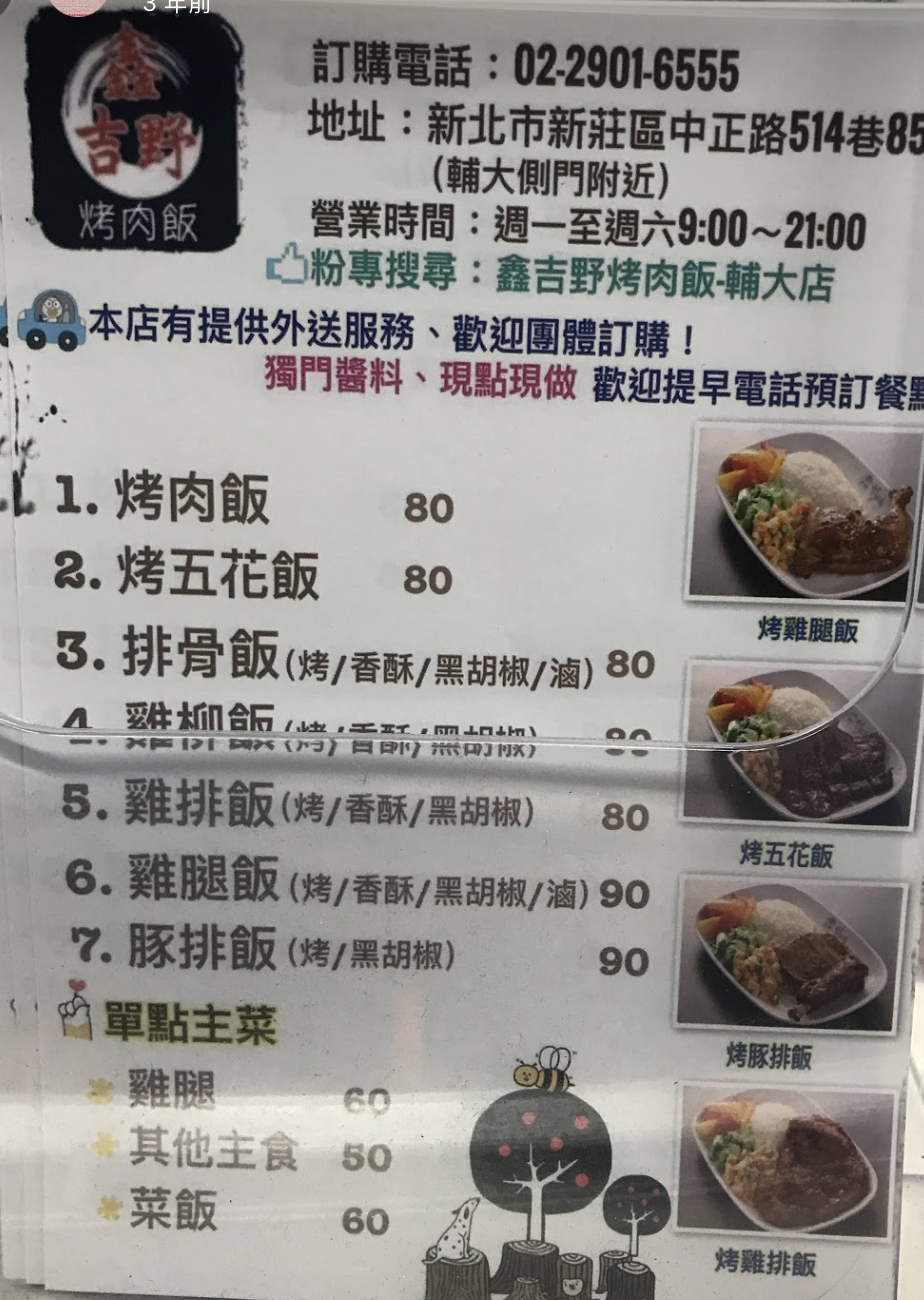 3 年前
鑫
吉野
烤肉飯
訂購電話：02-2901-6555
地址：新北市新莊區中正路514巷85
(輔大側門附近)
營業時間：週一至週六9:00～21:00
粉專搜尋：鑫吉野烤肉飯-輔大店
本店有提供外送服務、歡迎團體訂購！
獨門醬料、現點現做 歡迎提早電話預訂餐點
1. 烤肉飯 80
2. 烤五花飯 80
烤雞腿飯
3. 排骨飯(烤/香酥/黑胡椒/滷) 80
4. 雞柳飯(烤/香酥/黑胡椒) 80
5. 雞排飯(烤/香酥/黑胡椒) 80
烤五花飯
6. 雞腿飯(烤/香酥/黑胡椒/滷) 90
7. 豚排飯(烤/黑胡椒) 90
烤豚排飯
單點主菜
雞腿 60
其他主食 50
菜飯 60
烤雞排飯